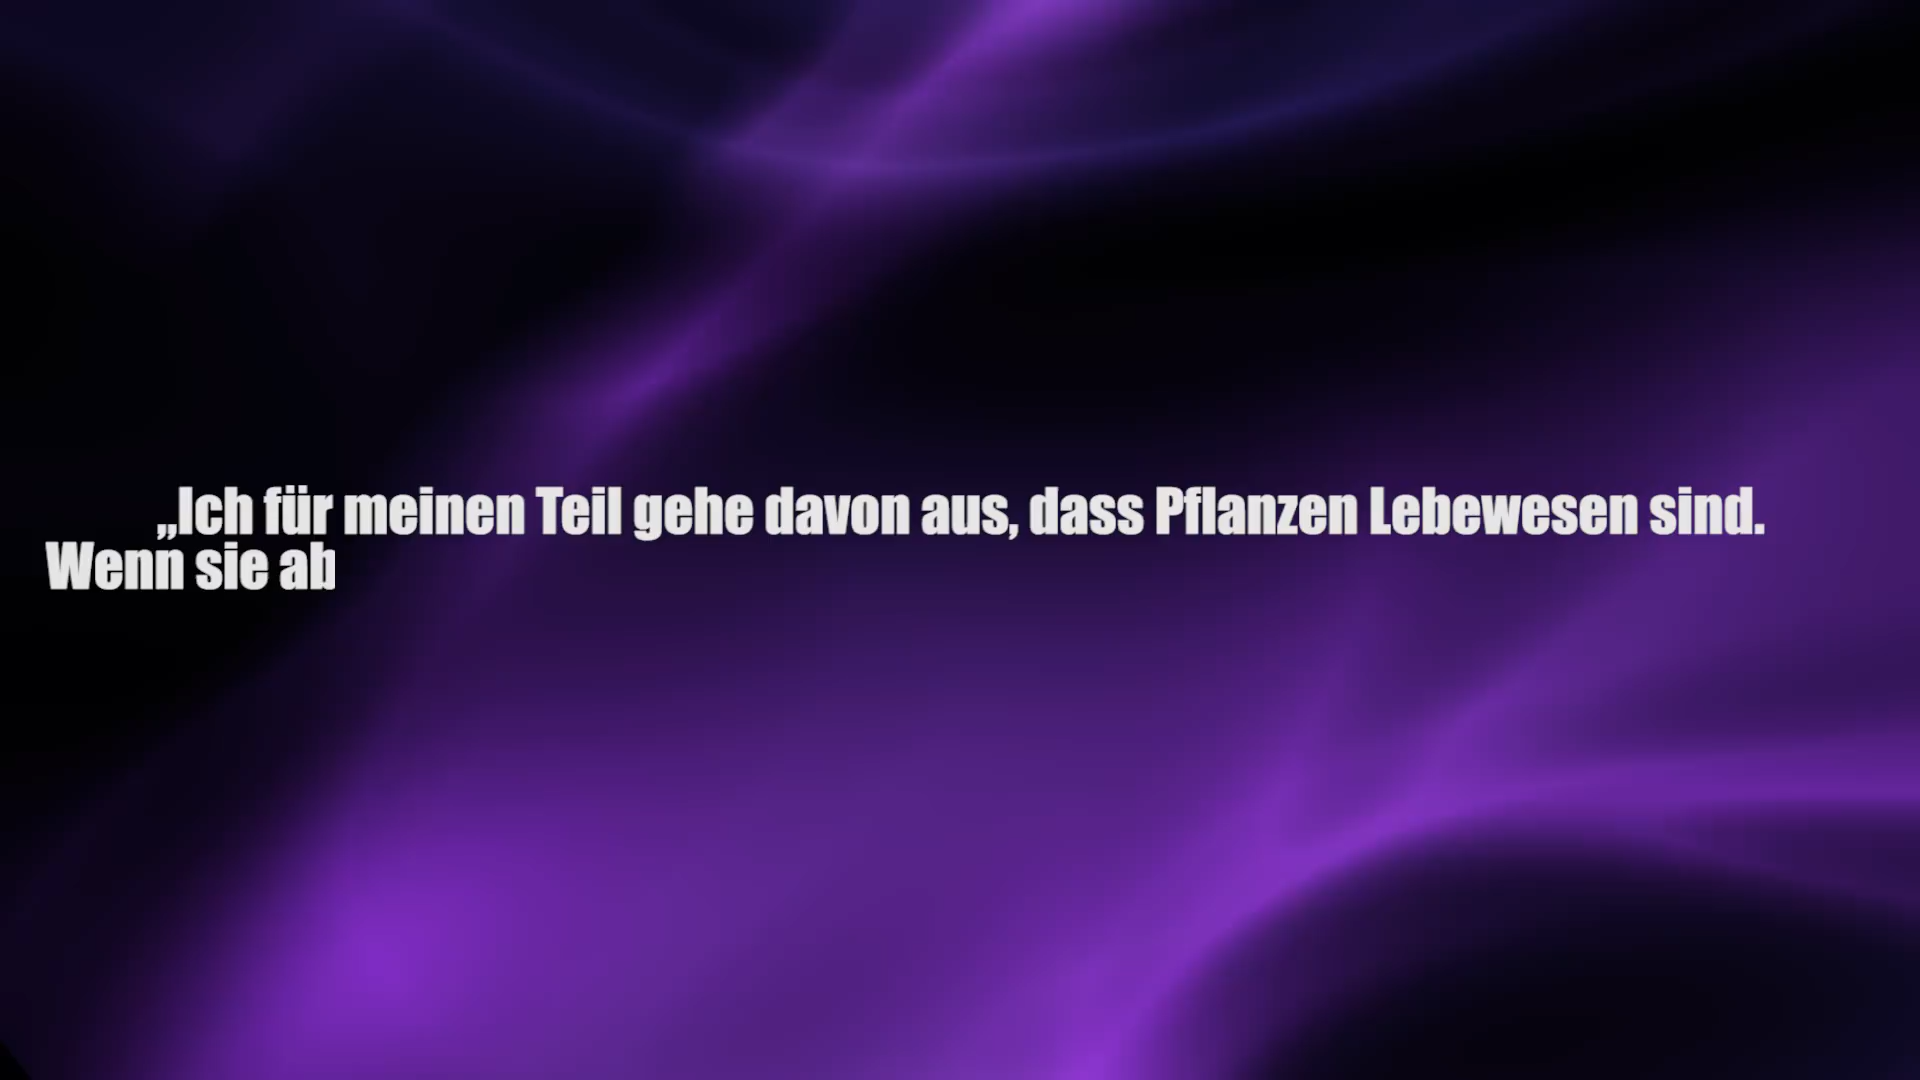 „Ich für meinen Teil gehe davon aus, dass Pflanzen Lebewesen sind.
Wenn sie ab